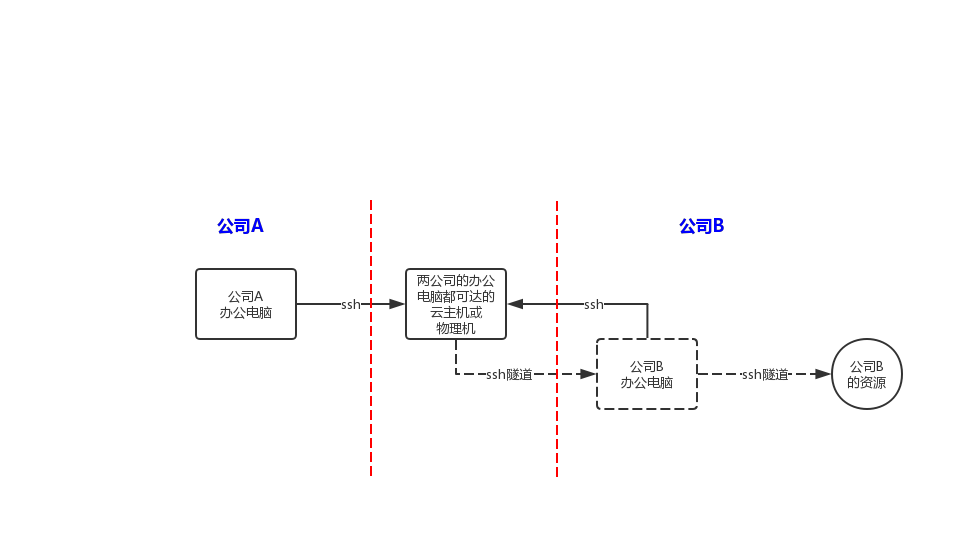 公司A
公司B
公司A
办公电脑
ssh
两公司的办公
电脑都可达的
云主机或
物理机
ssh
ssh隧道
公司B
办公电脑
ssh隧道
公司B
的资源